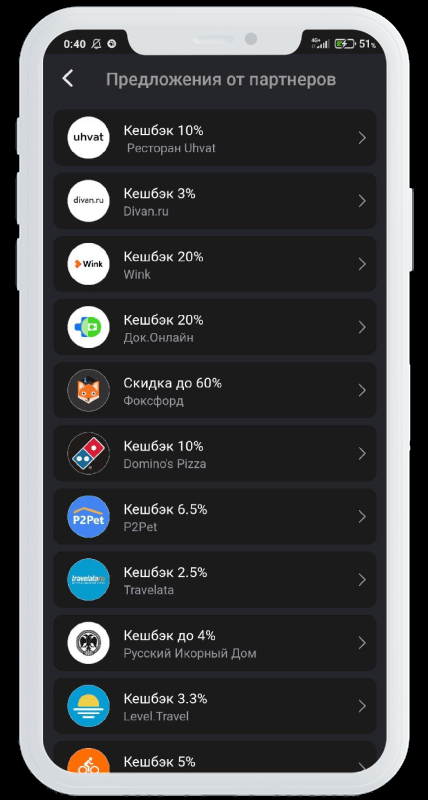 0:40 4G+ 51%
Предложения от партнеров
uhvat
Кешбэк 10%
Ресторан Uhvat
divan.ru
Кешбэк 3%
Divan.ru
Wink
Кешбэк 20%
Wink
Кешбэк 20%
Док.Онлайн
Скидка до 60%
Фоксфорд
Кешбэк 10%
Domino's Pizza
P2Pet
Кешбэк 6.5%
P2Pet
travelata
Кешбэк 2.5%
Travelata
Кешбэк до 4%
Русский Икорный Дом
Кешбэк 3.3%
Level.Travel
Кешбэк 5%